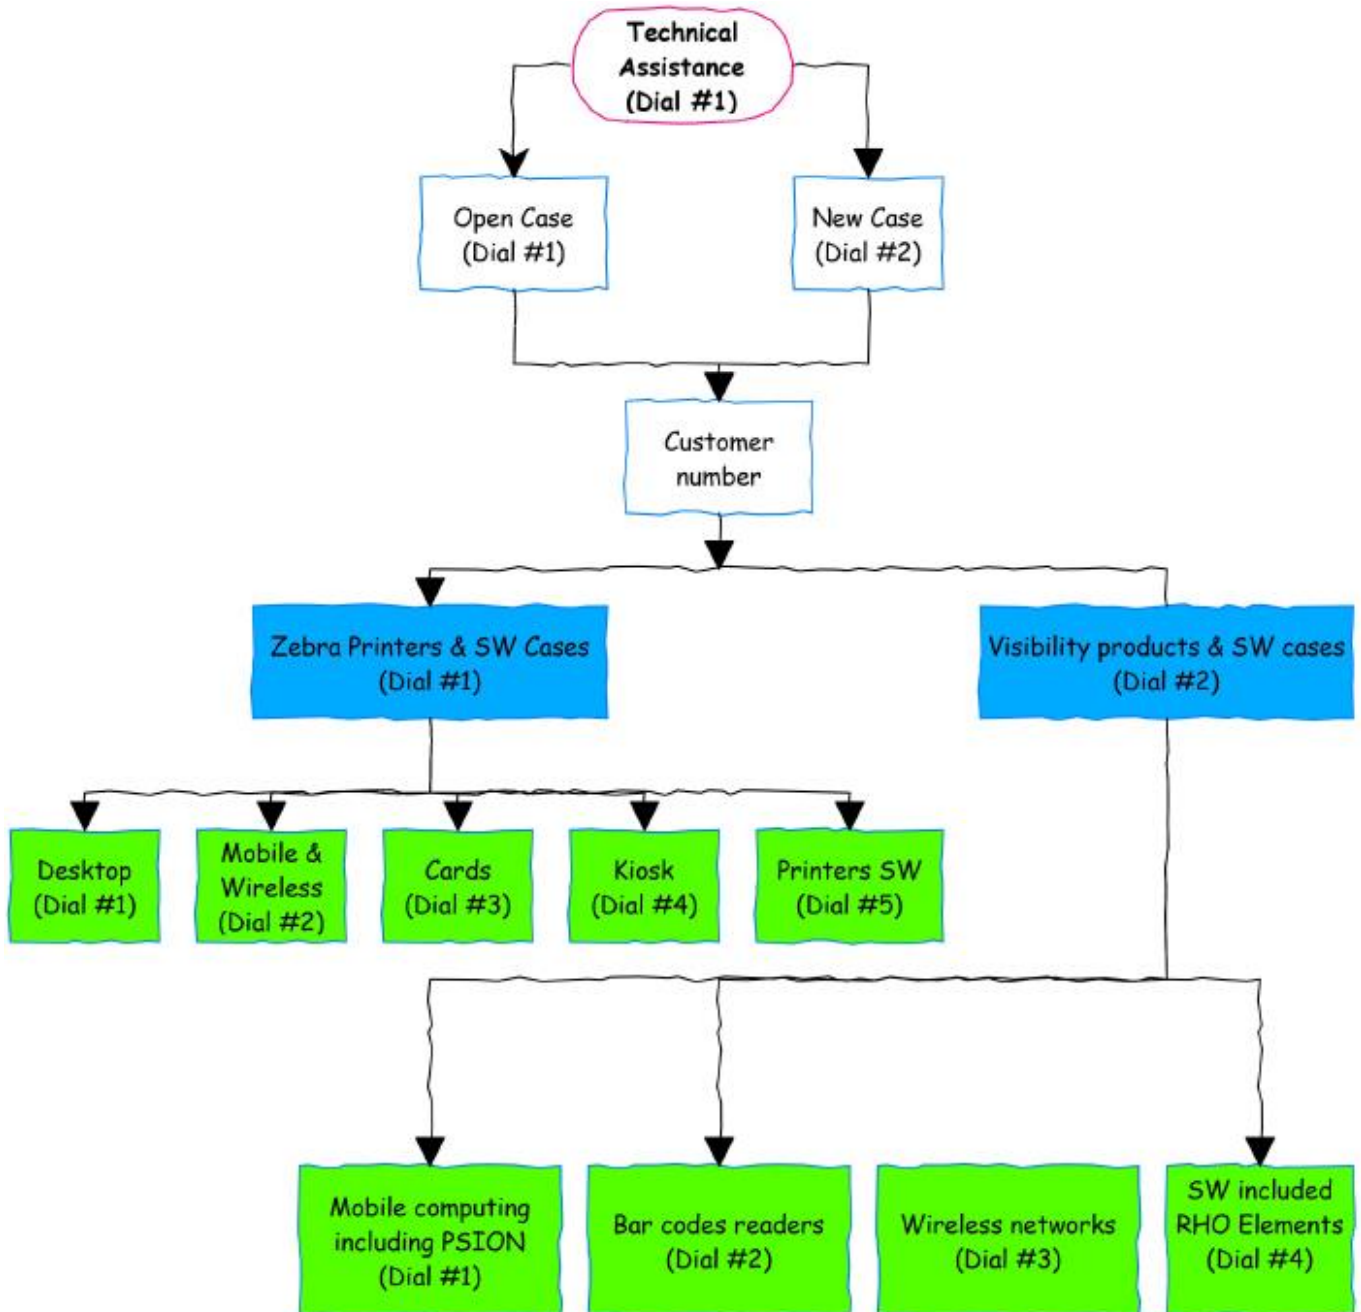 Technical
Assistance
(Dial #1)
Open Case
(Dial #1)
New Case
(Dial #2)
Customer
number
Zebra Printers & SW Cases
(Dial #1)
Visibility products & SW cases
(Dial #2)
Desktop
(Dial #1)
Mobile &
Wireless
(Dial #2)
Cards
(Dial #3)
Kiosk
(Dial #4)
Printers SW
(Dial #5)
Mobile computing
including PSION
(Dial #1)
Bar codes readers
(Dial #2)
Wireless networks
(Dial #3)
SW included
RHO Elements
(Dial #4)